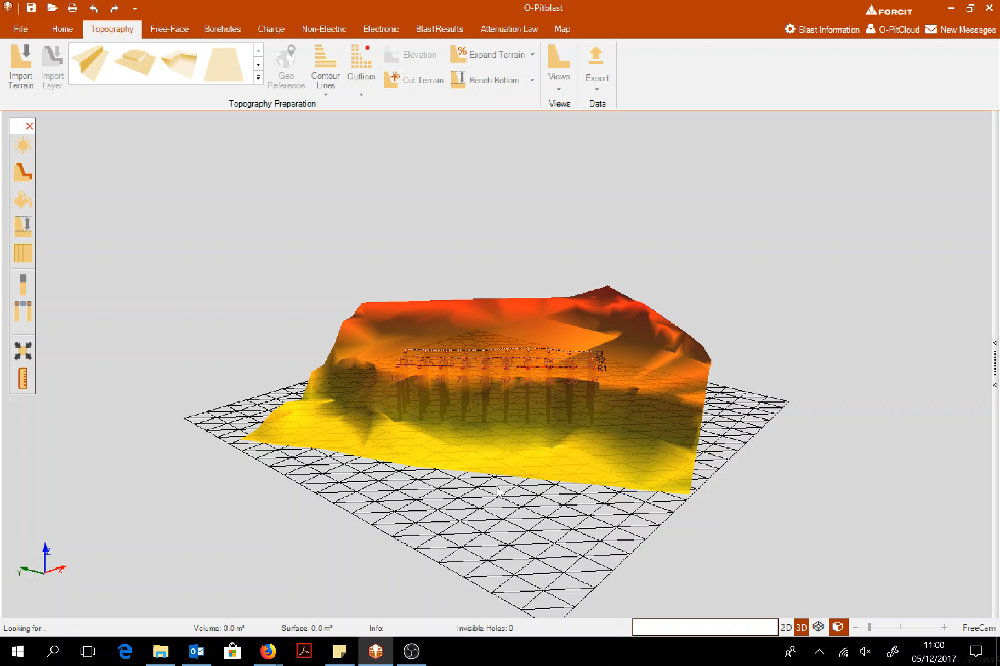 O-Pitblast
FORCIT
File Home Topography Free-Face Boreholes Charge Non-Electric Electronic Blast Results Attenuation Law Map
Blast Information O-PitCloud New Messages
Import Terrain
Import Layer
Geo Reference
Contour Lines
Outliers
Elevation
Cut Terrain
% Expand Terrain
Bench Bottom
Views
Export
Topography Preparation Views Data
R3
R2
R1
124 115 106 98 89 80 71 63
105 97 88 79 70 62 53 44 36 27
Z
Y X
Looking for... Volume: 0.0 m³ Surface: 0.0 m² Info: Invisible Holes: 0 2D 3D FreeCam
11:00
05/12/2017
© Tracy